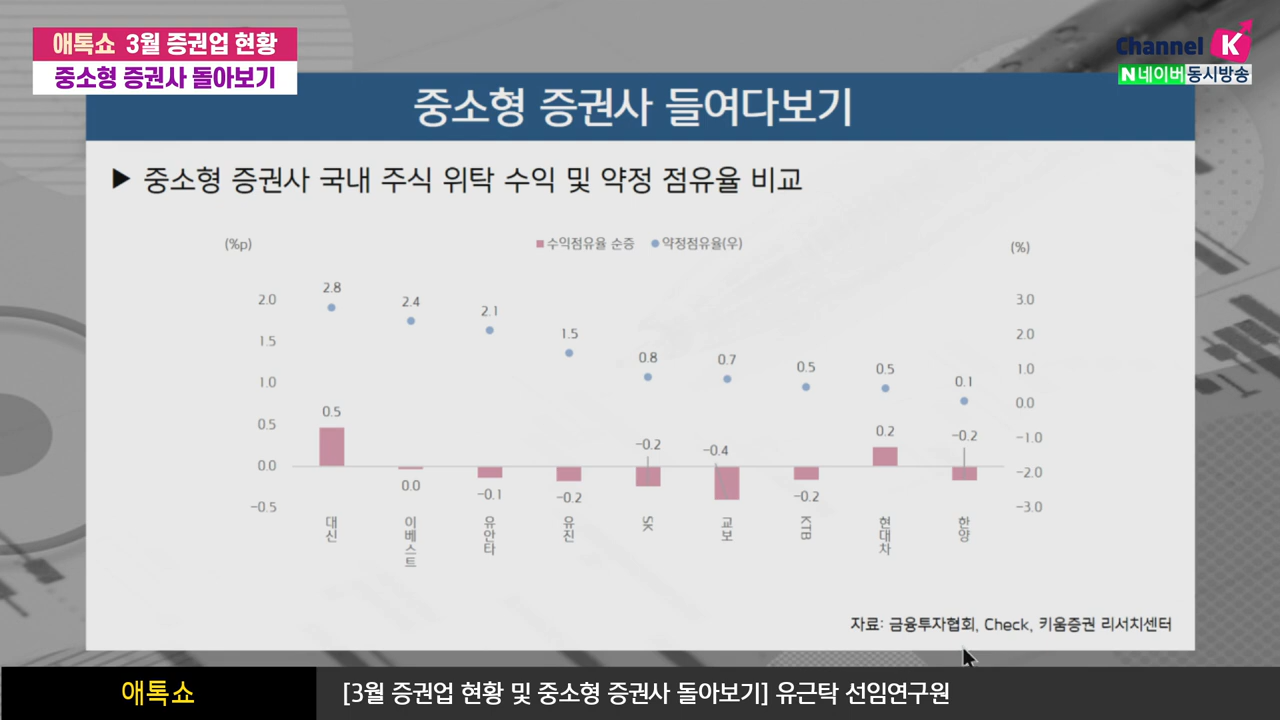 애톡쇼 3월 증권업 현황
중소형 증권사 돌아보기
Channel K
N 네이버 동시방송
중소형 증권사 들여다보기
▶ 중소형 증권사 국내 주식 위탁 수익 및 약정 점유율 비교
(%p)
■수익점유율 순증 ●약정점유율(우)
(%)
2.0
1.5
1.0
0.5
0.0
-0.5
2.8
2.4
2.1
1.5
0.8
0.7
0.5
0.5
0.1
0.5
0.0
-0.1
-0.2
-0.2
-0.4
-0.2
0.2
-0.2
3.0
2.0
1.0
0.0
-1.0
-2.0
-3.0
대신
이베스트
유안타
유진
SK
교보
KTB
현대차
한양
자료: 금융투자협회, Check, 키움증권 리서치센터
애톡쇼
[3월 증권업 현황 및 중소형 증권사 돌아보기] 유근탁 선임연구원